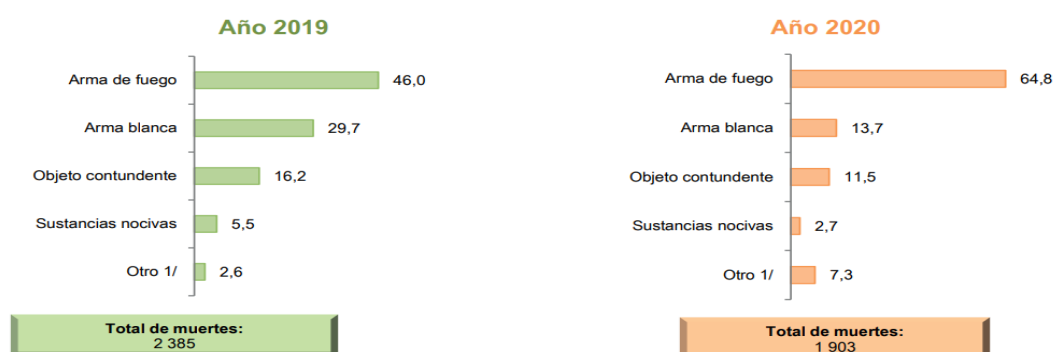 Año 2019
Arma de fuego 46,0
Arma blanca 29,7
Objeto contundente 16,2
Sustancias nocivas 5,5
Otro 1/ 2,6
Total de muertes:
2 385
Año 2020
Arma de fuego 64,8
Arma blanca 13,7
Objeto contundente 11,5
Sustancias nocivas 2,7
Otro 1/ 7,3
Total de muertes:
1 903